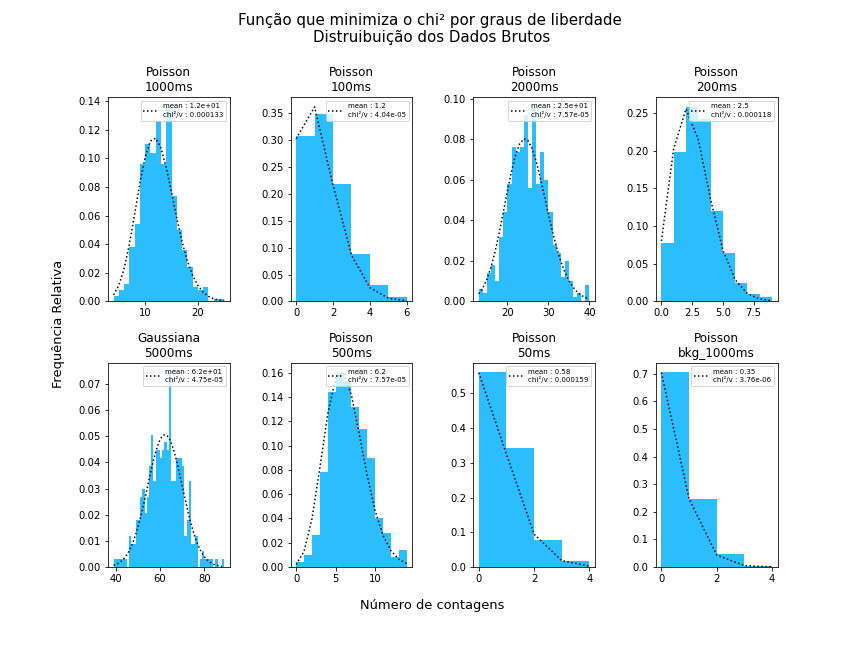 Função que minimiza o chi² por graus de liberdade
Distruibuição dos Dados Brutos
Frequência Relativa
Poisson
1000ms
mean : 1.2e+01
chi²/v : 0.000133
0.14
0.12
0.10
0.08
0.06
0.04
0.02
0.00
10 20
Poisson
100ms
mean : 1.2
chi²/v : 4.04e-05
0.35
0.30
0.25
0.20
0.15
0.10
0.05
0.00
0 2 4 6
Poisson
2000ms
mean : 2.5e+01
chi²/v : 7.57e-05
0.10
0.08
0.06
0.04
0.02
0.00
20 30 40
Poisson
200ms
mean : 2.5
chi²/v : 0.000118
0.25
0.20
0.15
0.10
0.05
0.00
0.0 2.5 5.0 7.5
Gaussiana
5000ms
mean : 6.2e+01
chi²/v : 4.75e-05
0.07
0.06
0.05
0.04
0.03
0.02
0.01
0.00
40 60 80
Poisson
500ms
mean : 6.2
chi²/v : 7.57e-05
0.16
0.14
0.12
0.10
0.08
0.06
0.04
0.02
0.00
0 5 10
Poisson
50ms
mean : 0.58
chi²/v : 0.000159
0.5
0.4
0.3
0.2
0.1
0.0
0 2 4
Poisson
bkg_1000ms
mean : 0.35
chi²/v : 3.76e-06
0.7
0.6
0.5
0.4
0.3
0.2
0.1
0.0
0 2 4
Número de contagens